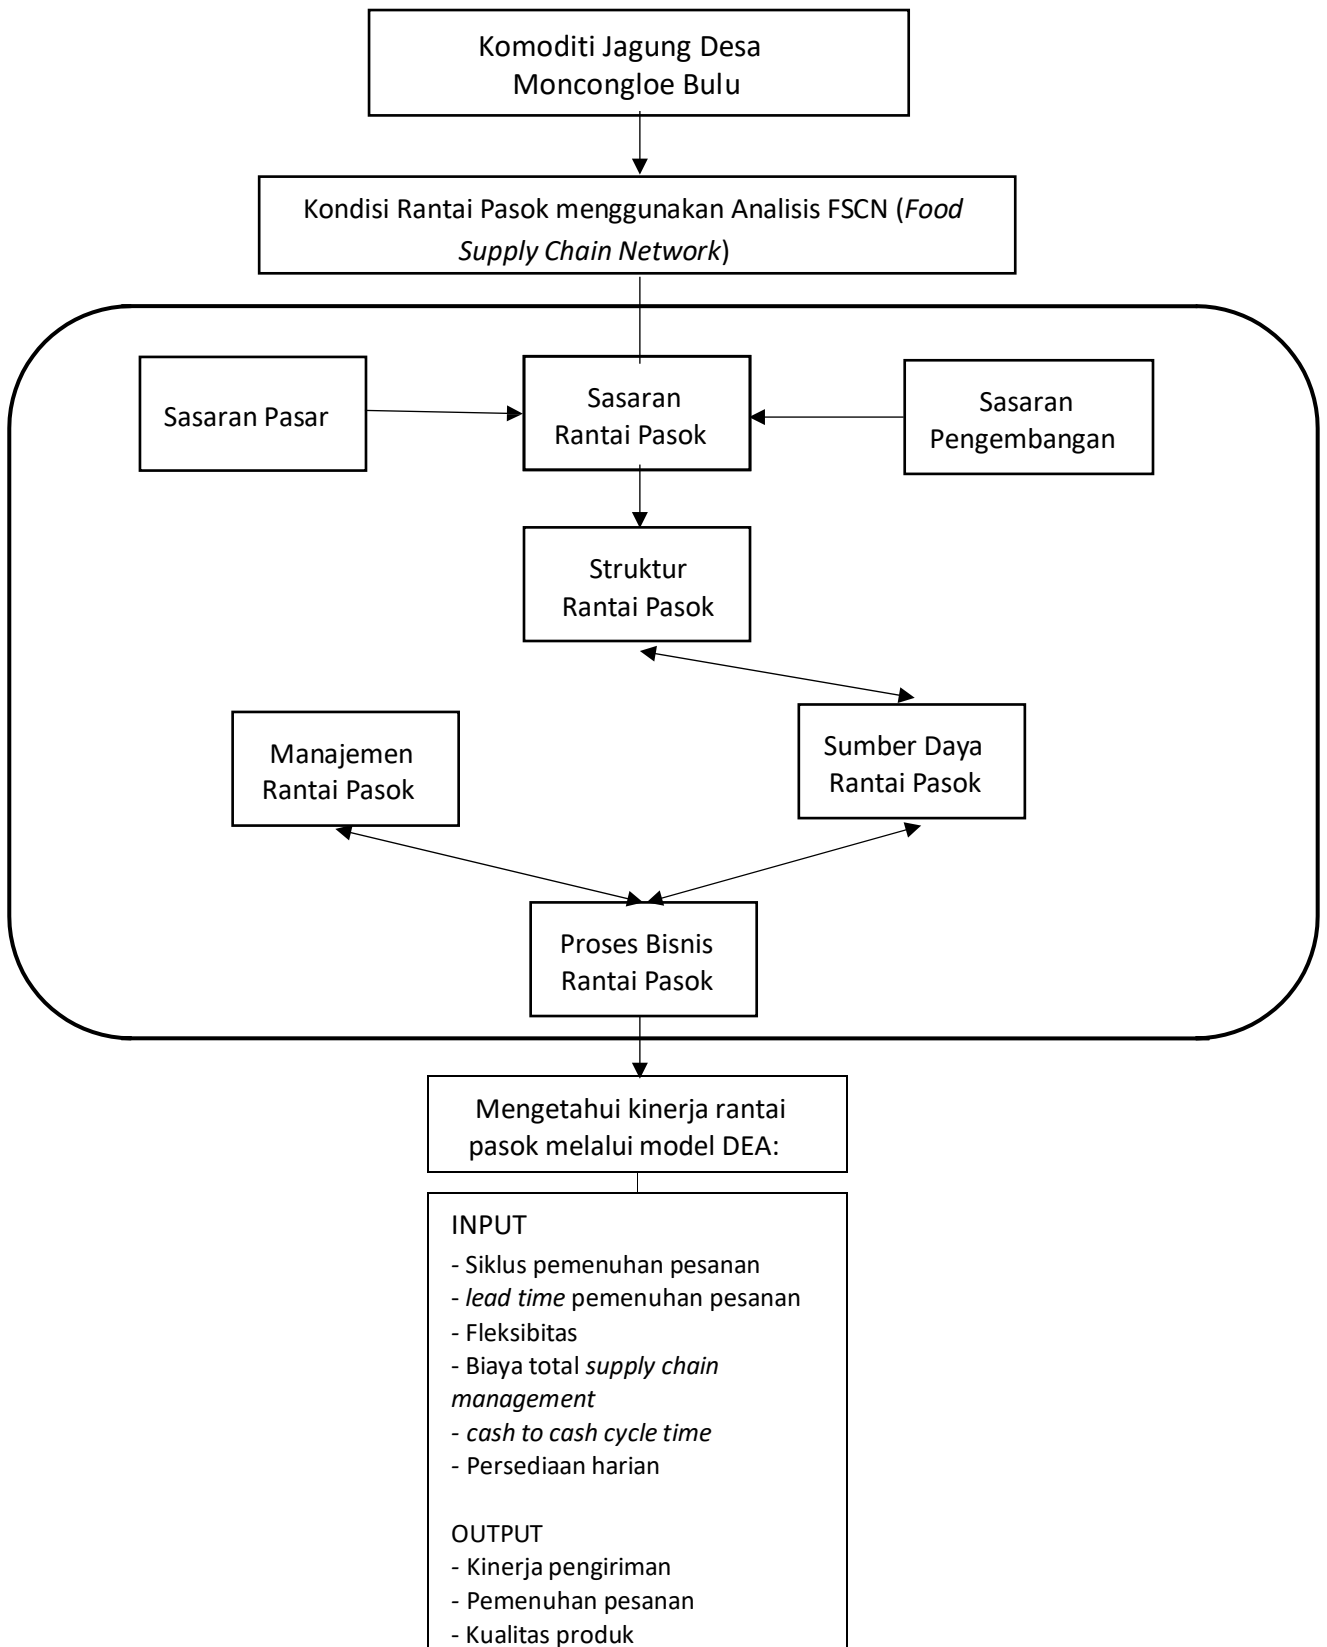 Komoditi Jagung Desa
Moncongloe Bulu
Kondisi Rantai Pasok menggunakan Analisis FSCN (Food
Supply Chain Network)
Sasaran Pasar
Sasaran
Rantai Pasok
Sasaran
Pengembangan
Struktur
Rantai Pasok
Manajemen
Rantai Pasok
Sumber Daya
Rantai Pasok
Proses Bisnis
Rantai Pasok
Mengetahui kinerja rantai
pasok melalui model DEA:
INPUT
- Siklus pemenuhan pesanan
- lead time pemenuhan pesanan
- Fleksibitas
- Biaya total supply chain
management
- cash to cash cycle time
- Persediaan harian
OUTPUT
- Kinerja pengiriman
- Pemenuhan pesanan
- Kualitas produk